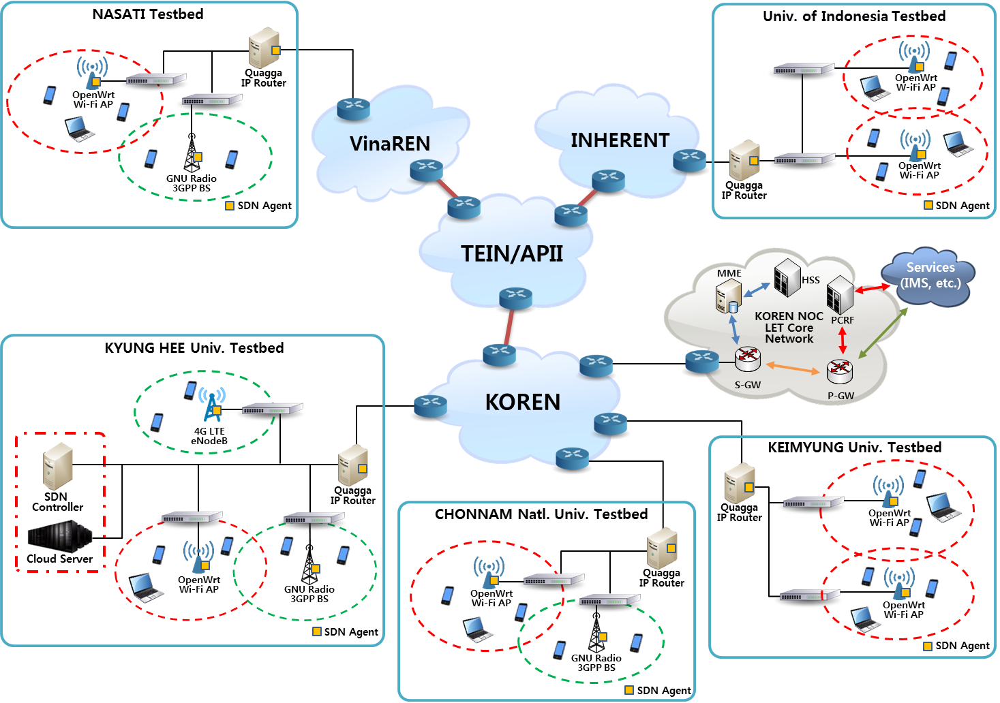 NASATI Testbed
Quagga
IP Router
OpenWrt
Wi-Fi AP
GNU Radio
3GPP BS
SDN Agent
VinaREN
INHERENT
TEIN/APII
KOREN
Univ. of Indonesia Testbed
OpenWrt
W-iFi AP
OpenWrt
Wi-Fi AP
Quagga
IP Router
SDN Agent
MME
HSS
PCRF
KOREN NOC
LET Core
Network
S-GW
P-GW
Services
(IMS, etc.)
KYUNG HEE Univ. Testbed
4G LTE
eNodeB
SDN
Controller
Cloud Server
Quagga
IP Router
OpenWrt
Wi-Fi AP
GNU Radio
3GPP BS
SDN Agent
CHONNAM Natl. Univ. Testbed
Quagga
IP Router
OpenWrt
Wi-Fi AP
GNU Radio
3GPP BS
SDN Agent
KEIMYUNG Univ. Testbed
Quagga
IP Router
OpenWrt
Wi-Fi AP
OpenWrt
Wi-Fi AP
SDN Agent